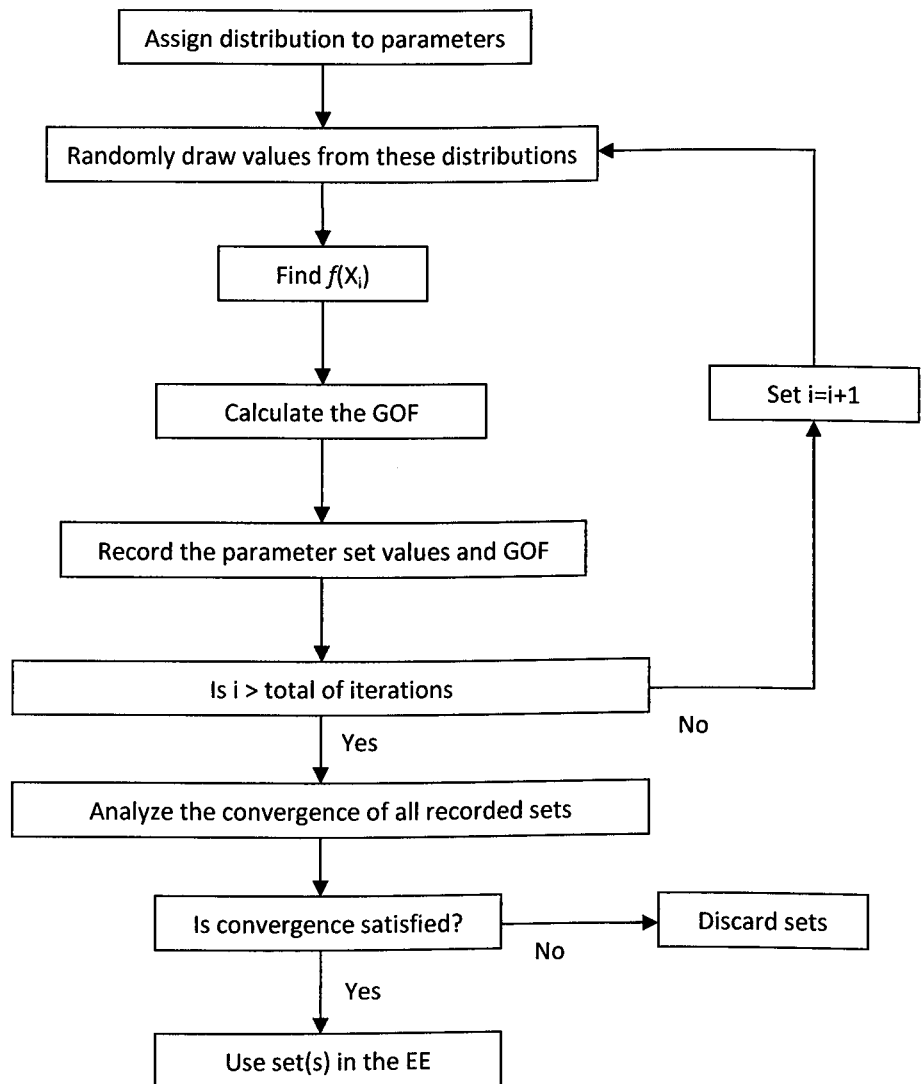 Assign distribution to parameters
Randomly draw values from these distributions
Find f(Xi)
Calculate the GOF
Set i=i+1
Record the parameter set values and GOF
Is i > total of iterations
No
Yes
Analyze the convergence of all recorded sets
Is convergence satisfied?
Discard sets
No
Yes
Use set(s) in the EE